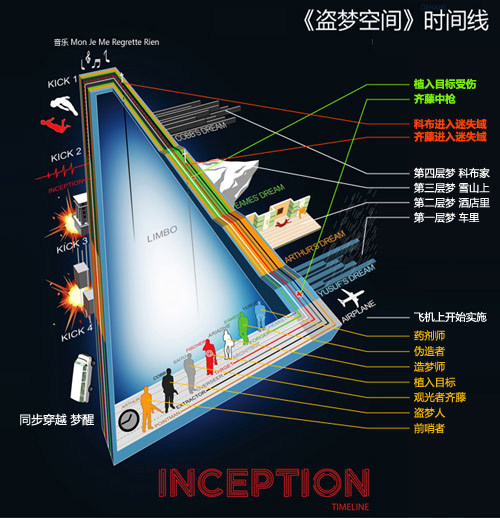 《盗梦空间》时间线
音乐 Mon Je Me Regrette Rien
KICK 1
KICK 2
INCEPTION
KICK 3
KICK 4
同步穿越 梦醒
COBB'S DREAM
EAMES' DREAM
ARTHUR'S DREAM
YUSUF'S DREAM
AIRPLANE
LIMBO
植入目标受伤
齐藤中枪
科布进入迷失域
齐藤进入迷失域
第四层梦 科布家
第三层梦 雪山上
第二层梦 酒店里
第一层梦 车里
飞机上开始实施
药剂师
伪造者
造梦师
植入目标
观光者齐藤
盗梦人
前哨者
POINTMAN
EXTRACTOR
INCEPTION
TIMELINE